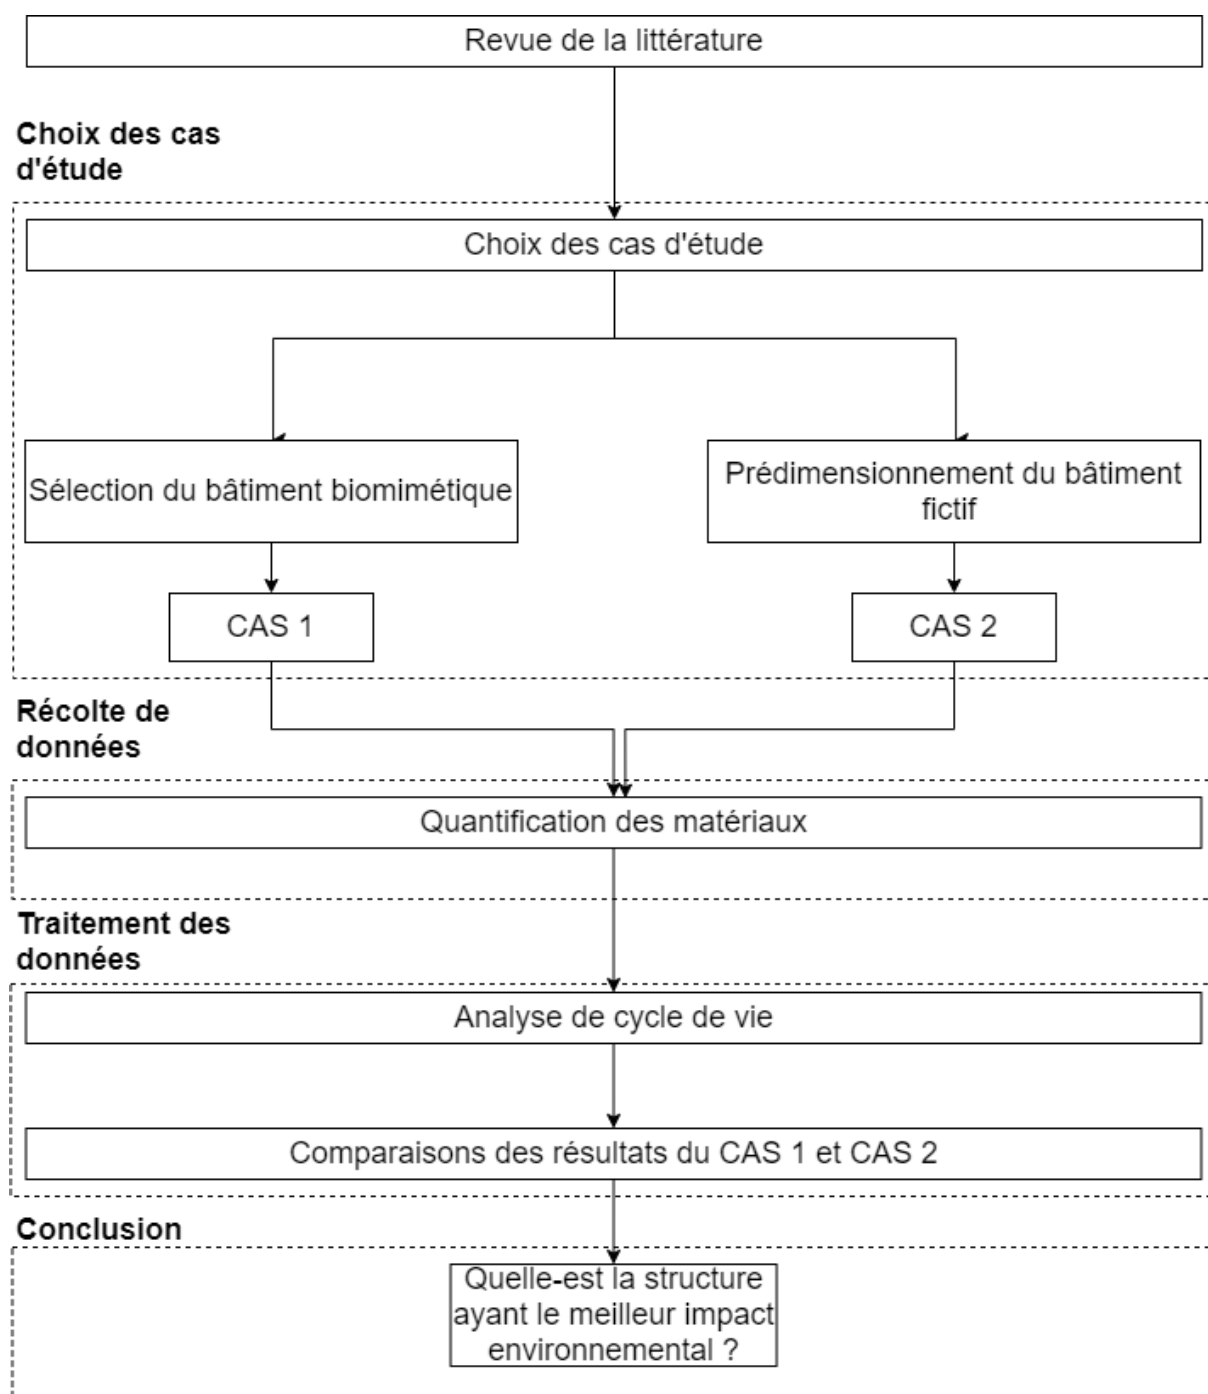 Revue de la littérature
Choix des cas
d'étude
Choix des cas d'étude
Sélection du bâtiment biomimétique
Prédimensionnement du bâtiment
fictif
CAS 1
CAS 2
Récolte de
données
Quantification des matériaux
Traitement des
données
Analyse de cycle de vie
Comparaisons des résultats du CAS 1 et CAS 2
Conclusion
Quelle-est la structure
ayant le meilleur impact
environnemental ?